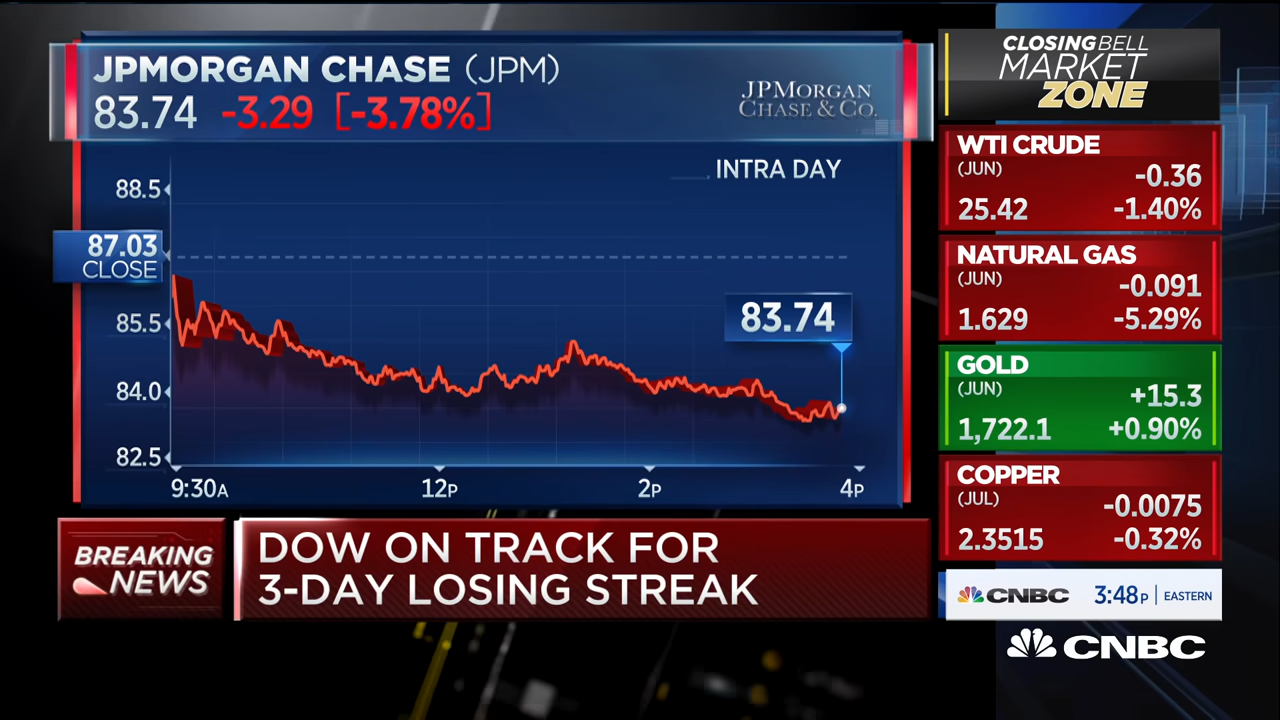 JPMORGAN CHASE (JPM)
83.74 -3.29 [-3.78%]
JPMORGAN
CHASE & CO.
INTRA DAY
88.5
87.03
CLOSE
85.5
84.0
82.5
83.74
9:30A 12P 2P 4P
BREAKING
NEWS
DOW ON TRACK FOR
3-DAY LOSING STREAK
CLOSING BELL
MARKET
ZONE
WTI CRUDE
(JUN) -0.36
25.42 -1.40%
NATURAL GAS
(JUN) -0.091
1.629 -5.29%
GOLD
(JUN) +15.3
1,722.1 +0.90%
COPPER
(JUL) -0.0075
2.3515 -0.32%
CNBC 3:48P EASTERN
CNBC